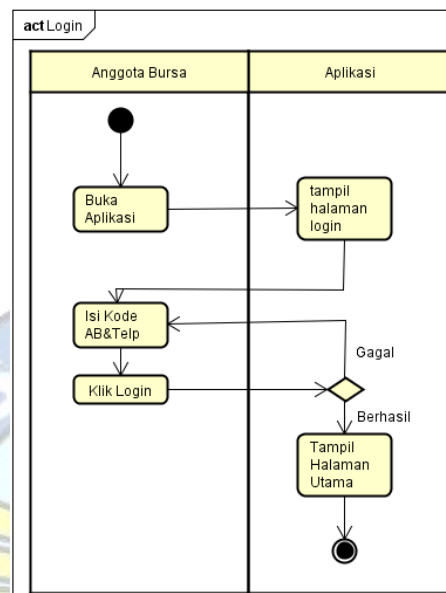 act Login
Anggota Bursa
Aplikasi
Buka
Aplikasi
tampil
halaman
login
Isi Kode
AB&Telp
Gagal
Klik Login
Berhasil
Tampil
Halaman
Utama